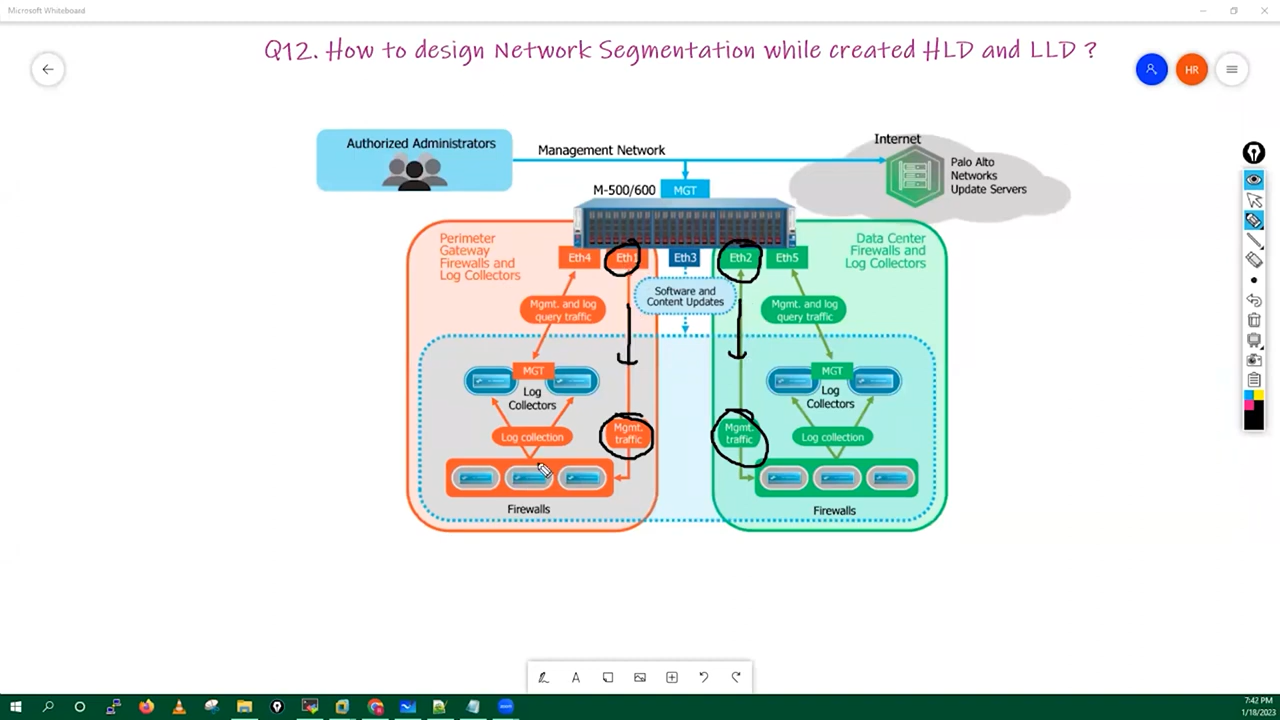 Microsoft Whiteboard
Q12. How to design Network Segmentation while created HLD and LLD ?
HR
Authorized Administrators
Management Network
Internet
Palo Alto
Networks
Update Servers
M-500/600
MGT
Perimeter
Gateway
Firewalls and
Log Collectors
Eth4
Eth1
Eth3
Eth2
Eth5
Data Center
Firewalls and
Log Collectors
Software and
Content Updates
Mgmt. and log
query traffic
Mgmt. and log
query traffic
MGT
Log
Collectors
MGT
Log
Collectors
Log collection
Mgmt.
traffic
Mgmt.
traffic
Log collection
Firewalls
Firewalls
A
7:42 PM
1/18/2023